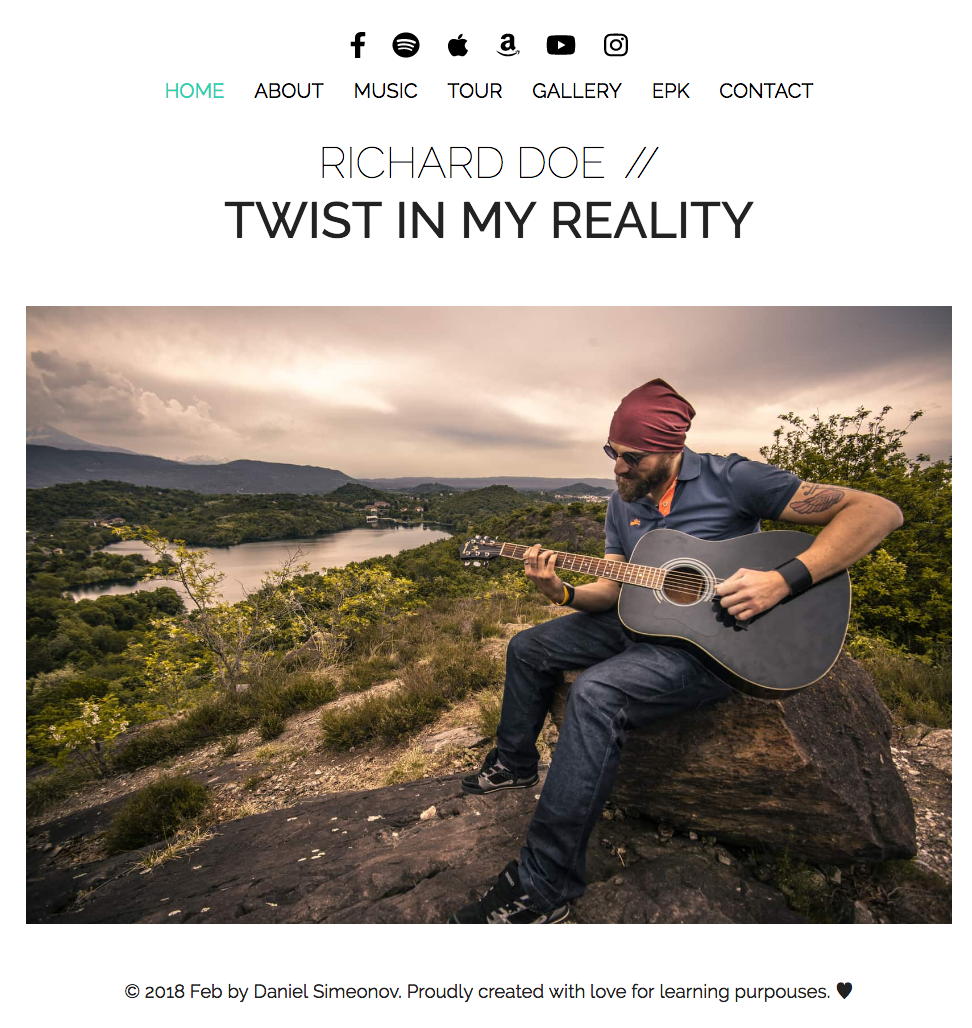 HOME ABOUT MUSIC TOUR GALLERY EPK CONTACT
RICHARD DOE //
TWIST IN MY REALITY
© 2018 Feb by Daniel Simeonov. Proudly created with love for learning purpouses. ♥